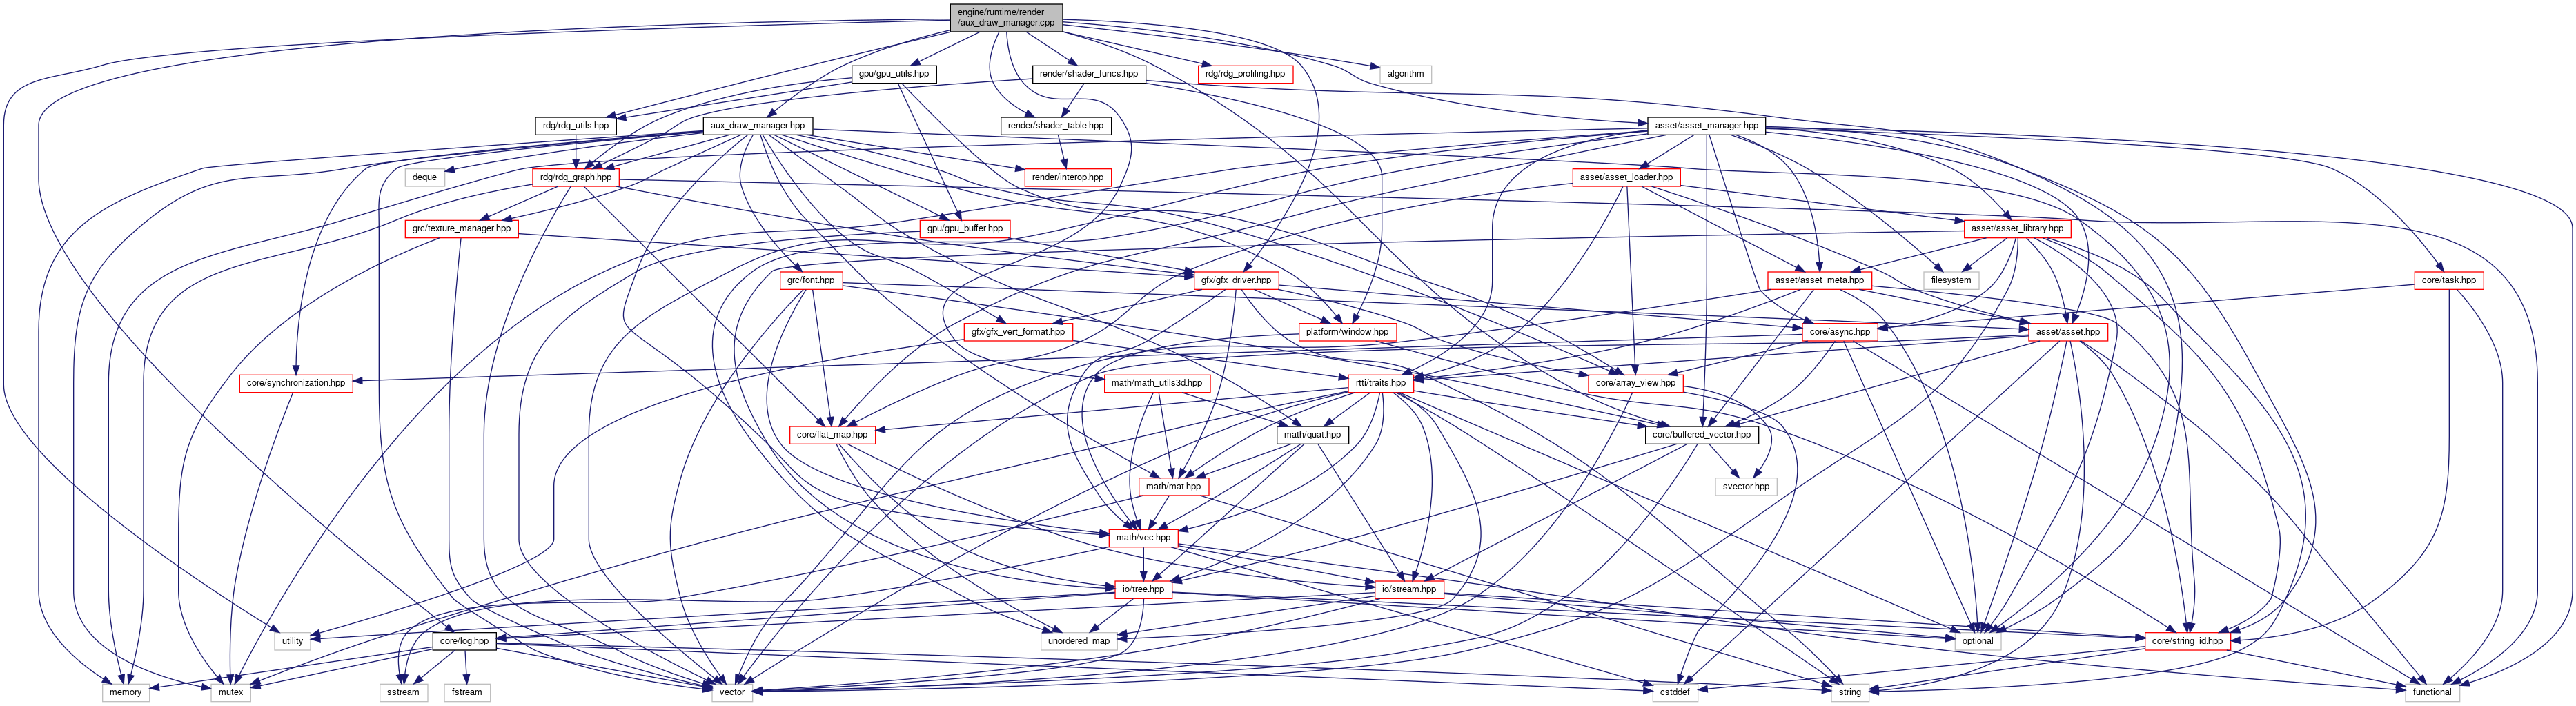 engine/runtime/render
/aux_draw_manager.cpp
gpu/gpu_utils.hpp
render/shader_funcs.hpp
rdg/rdg_profiling.hpp
algorithm
rdg/rdg_utils.hpp
aux_draw_manager.hpp
render/shader_table.hpp
asset/asset_manager.hpp
deque
rdg/rdg_graph.hpp
render/interop.hpp
asset/asset_loader.hpp
grc/texture_manager.hpp
gpu/gpu_buffer.hpp
asset/asset_library.hpp
grc/font.hpp
gfx/gfx_driver.hpp
asset/asset_meta.hpp
filesystem
core/task.hpp
gfx/gfx_vert_format.hpp
platform/window.hpp
core/async.hpp
asset/asset.hpp
core/synchronization.hpp
math/math_utils3d.hpp
rtti/traits.hpp
core/array_view.hpp
core/flat_map.hpp
math/quat.hpp
core/buffered_vector.hpp
math/mat.hpp
svector.hpp
math/vec.hpp
io/tree.hpp
io/stream.hpp
utility
core/log.hpp
unordered_map
optional
core/string_id.hpp
memory
mutex
sstream
fstream
vector
cstddef
string
functional